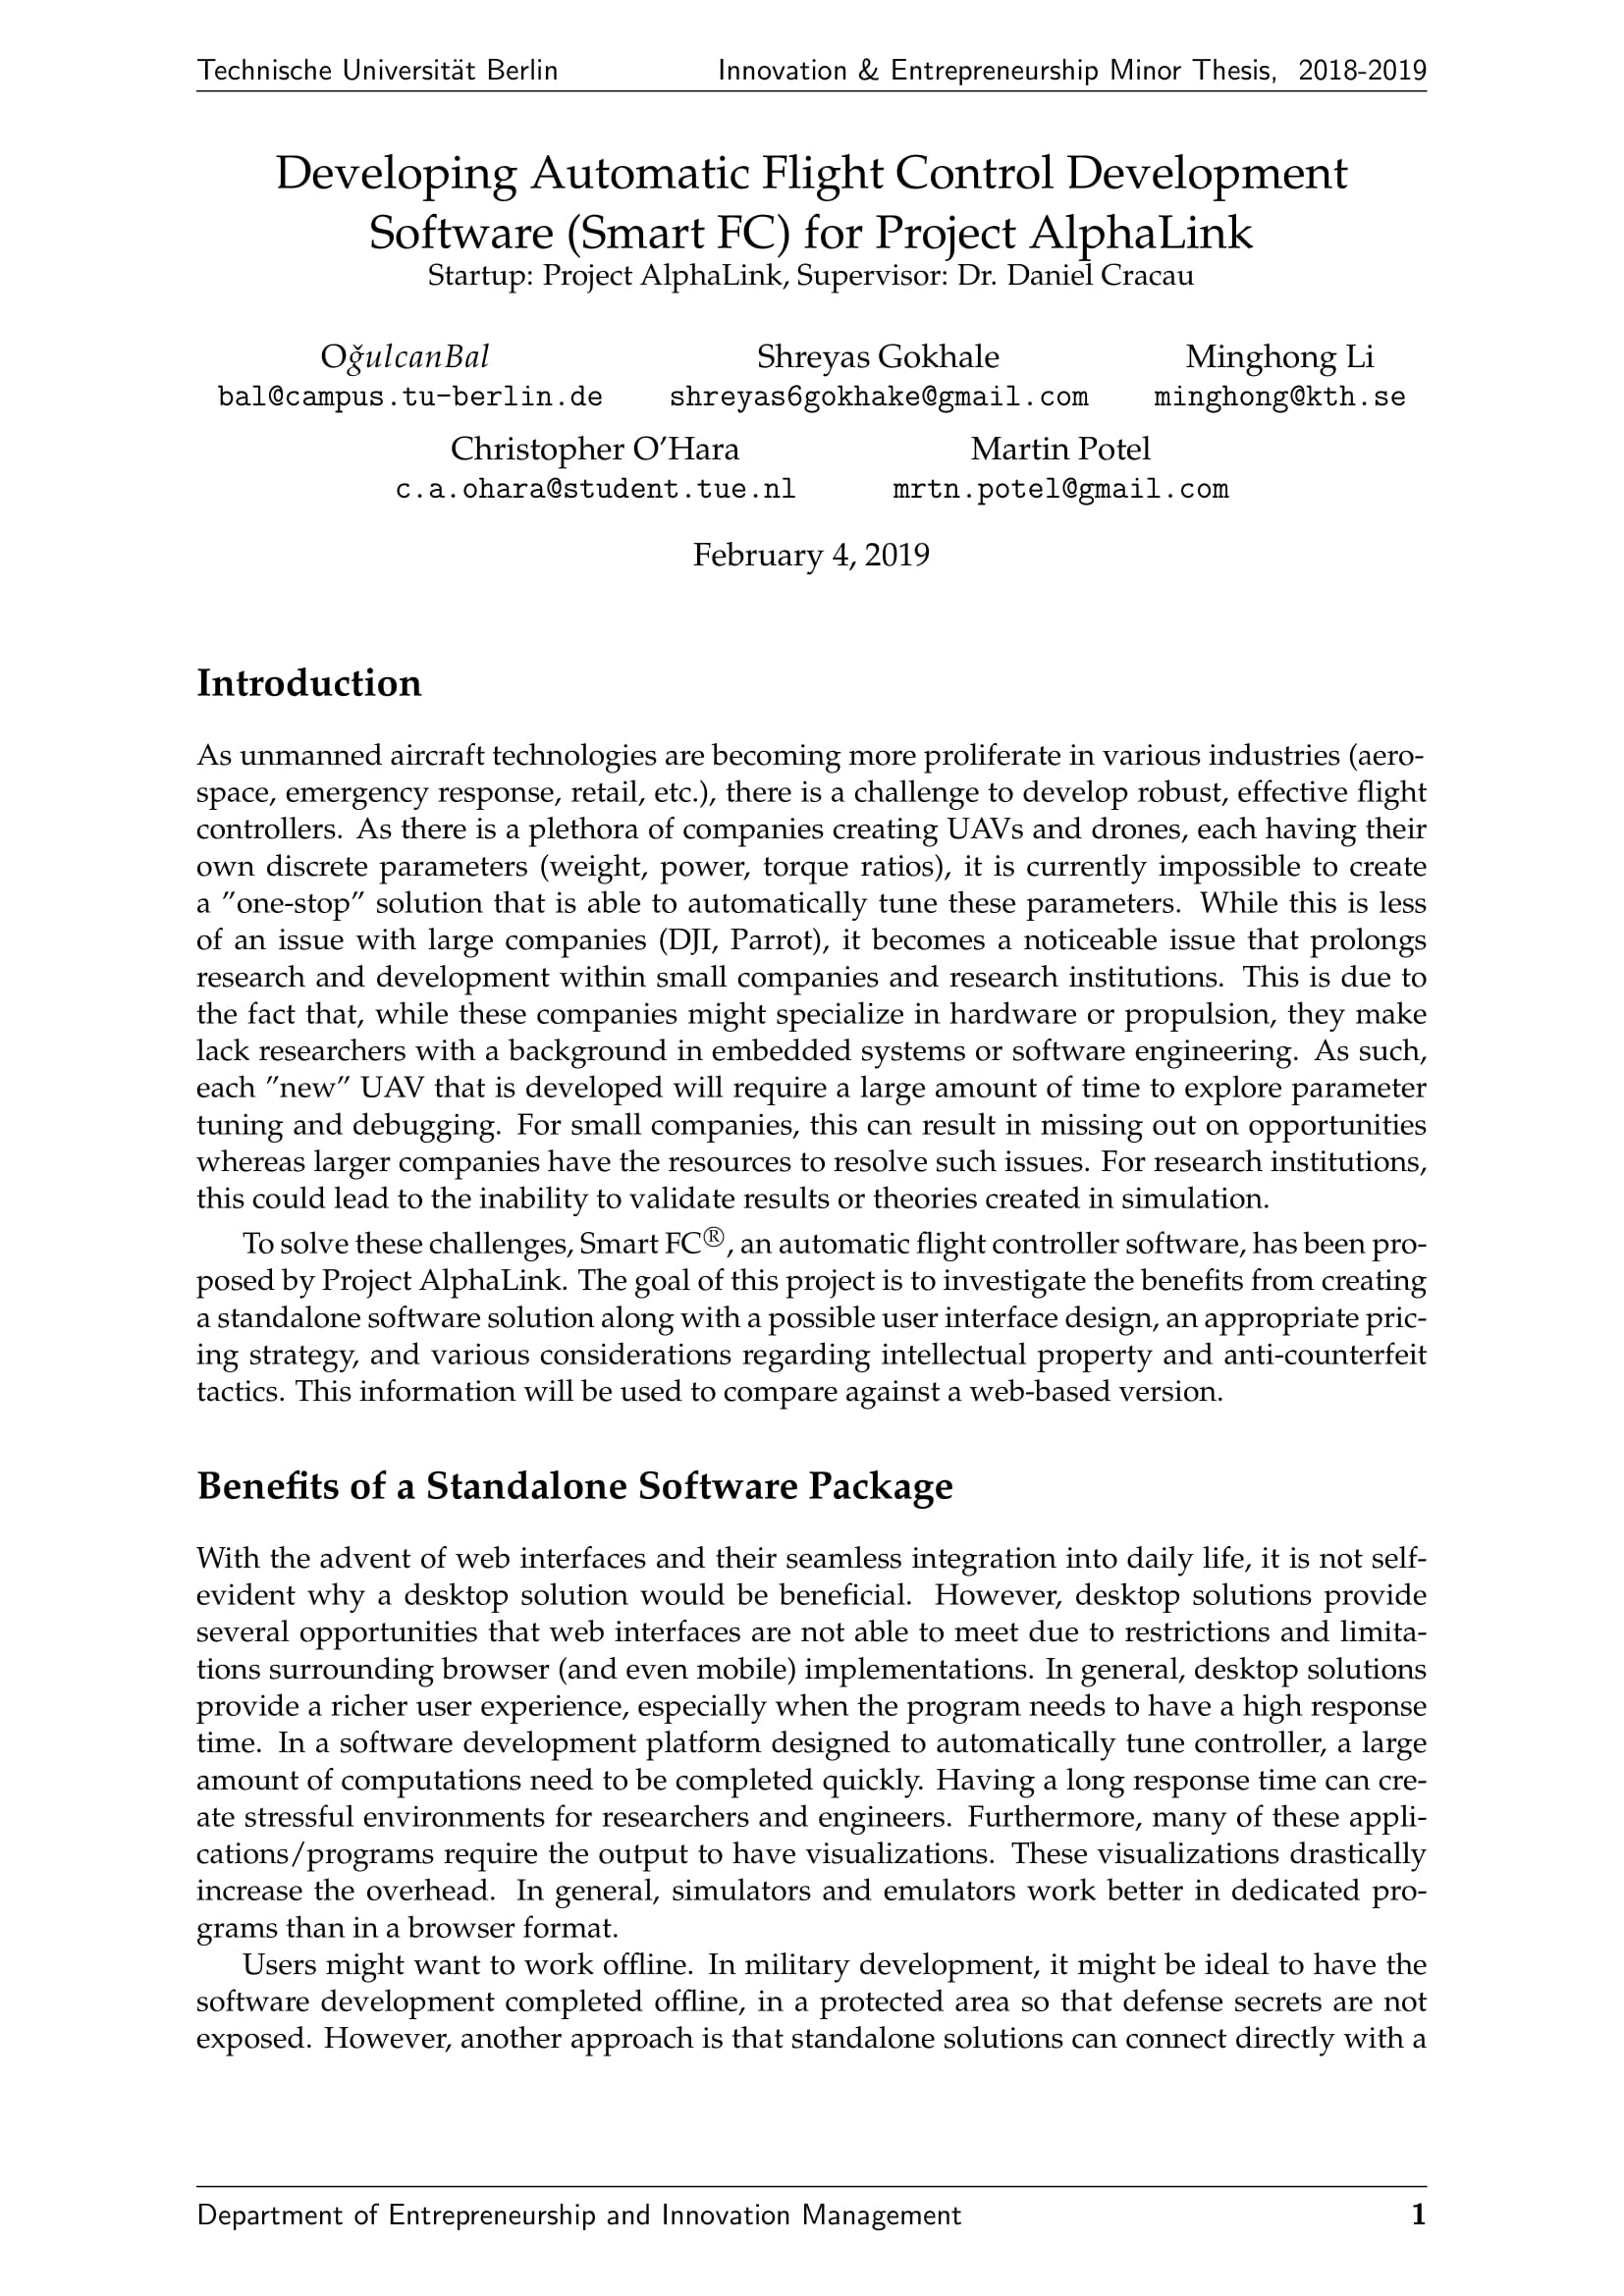 Technische Universität Berlin Innovation & Entrepreneurship Minor Thesis, 2018-2019
Developing Automatic Flight Control Development
Software (Smart FC) for Project AlphaLink
Startup: Project AlphaLink, Supervisor: Dr. Daniel Cracau
OǧulcanBal Shreyas Gokhale Minghong Li
bal@campus.tu-berlin.de shreyas6gokhake@gmail.com minghong@kth.se
Christopher O'Hara Martin Potel
c.a.ohara@student.tue.nl mrtn.potel@gmail.com
February 4, 2019
Introduction
As unmanned aircraft technologies are becoming more proliferate in various industries (aero-
space, emergency response, retail, etc.), there is a challenge to develop robust, effective flight
controllers. As there is a plethora of companies creating UAVs and drones, each having their
own discrete parameters (weight, power, torque ratios), it is currently impossible to create
a ”one-stop” solution that is able to automatically tune these parameters. While this is less
of an issue with large companies (DJI, Parrot), it becomes a noticeable issue that prolongs
research and development within small companies and research institutions. This is due to
the fact that, while these companies might specialize in hardware or propulsion, they make
lack researchers with a background in embedded systems or software engineering. As such,
each ”new” UAV that is developed will require a large amount of time to explore parameter
tuning and debugging. For small companies, this can result in missing out on opportunities
whereas larger companies have the resources to resolve such issues. For research institutions,
this could lead to the inability to validate results or theories created in simulation.
To solve these challenges, Smart FC®, an automatic flight controller software, has been pro-
posed by Project AlphaLink. The goal of this project is to investigate the benefits from creating
a standalone software solution along with a possible user interface design, an appropriate pric-
ing strategy, and various considerations regarding intellectual property and anti-counterfeit
tactics. This information will be used to compare against a web-based version.
Benefits of a Standalone Software Package
With the advent of web interfaces and their seamless integration into daily life, it is not self-
evident why a desktop solution would be beneficial. However, desktop solutions provide
several opportunities that web interfaces are not able to meet due to restrictions and limita-
tions surrounding browser (and even mobile) implementations. In general, desktop solutions
provide a richer user experience, especially when the program needs to have a high response
time. In a software development platform designed to automatically tune controller, a large
amount of computations need to be completed quickly. Having a long response time can cre-
ate stressful environments for researchers and engineers. Furthermore, many of these appli-
cations/programs require the output to have visualizations. These visualizations drastically
increase the overhead. In general, simulators and emulators work better in dedicated pro-
grams than in a browser format.
Users might want to work offline. In military development, it might be ideal to have the
software development completed offline, in a protected area so that defense secrets are not
exposed. However, another approach is that standalone solutions can connect directly with a
Department of Entrepreneurship and Innovation Management 1